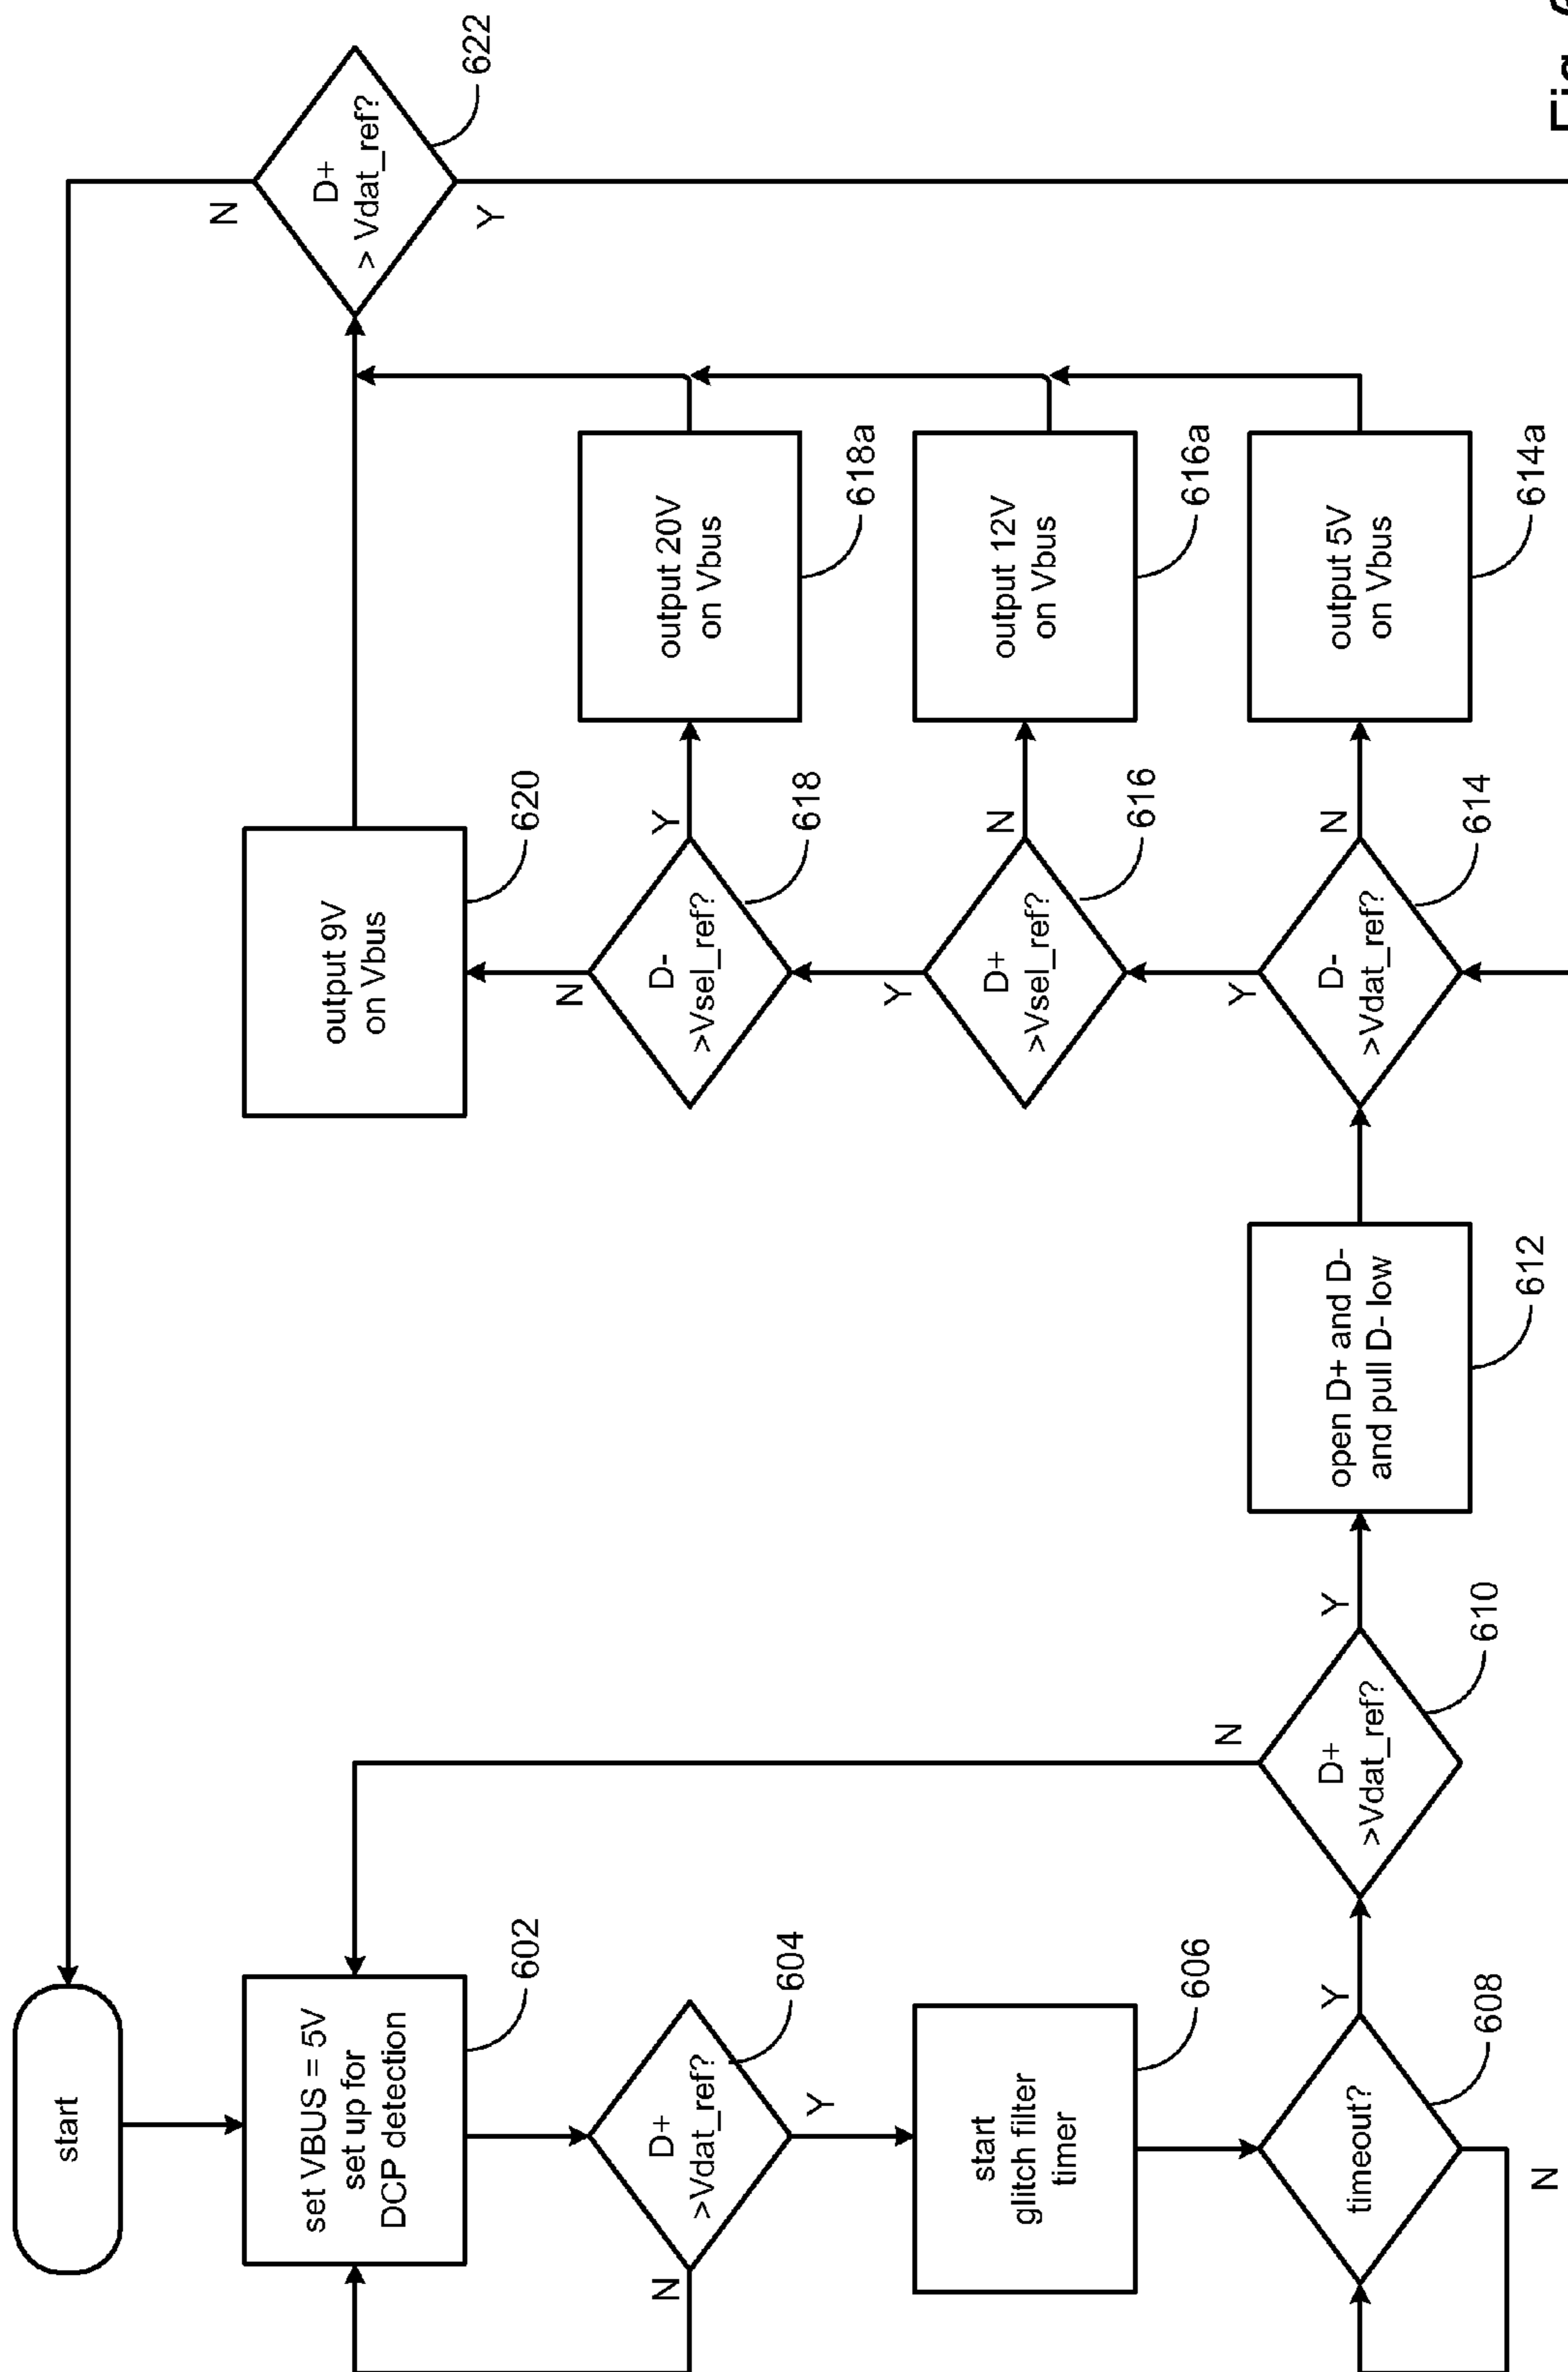 start
set VBUS = 5V
set up for
DCP detection
602
D+
>Vdat_ref?
604
N
Y
start
glitch filter
timer
606
timeout?
608
N
Y
D+
>Vdat_ref?
610
N
Y
open D+ and D-
and pull D- low
612
D-
>Vdat_ref?
614
N
Y
output 5V
on Vbus
614a
D+
>Vsel_ref?
616
N
Y
output 12V
on Vbus
616a
D-
>Vsel_ref?
618
Y
N
output 20V
on Vbus
618a
output 9V
on Vbus
620
D+
> Vdat_ref?
622
N
Y
Fig.